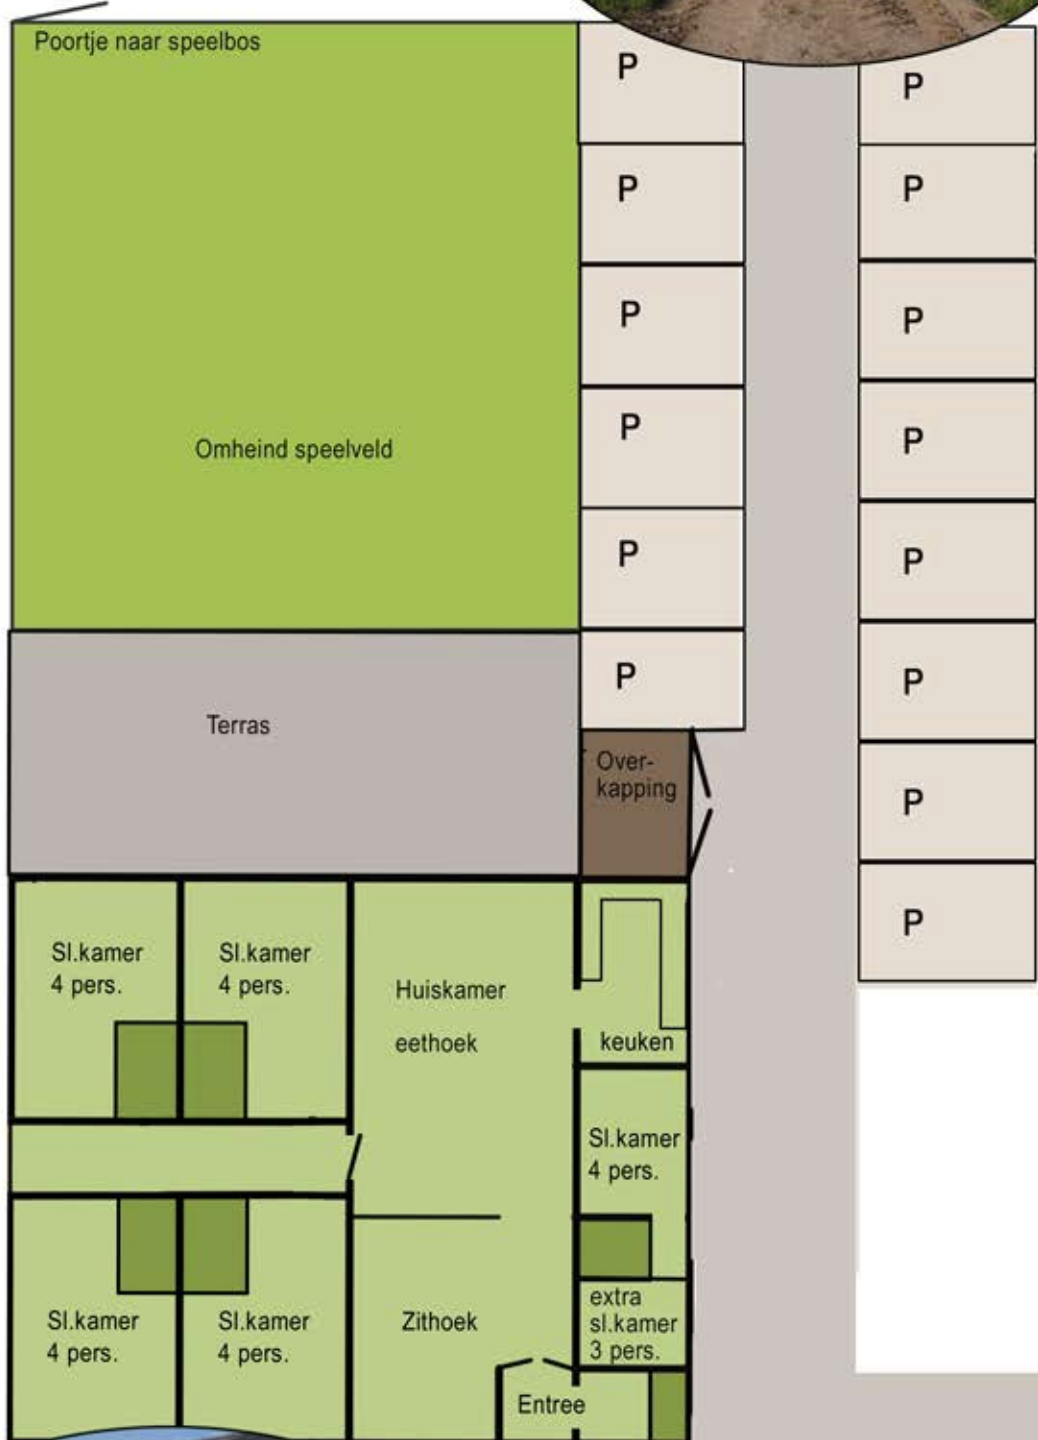 Poortje naar speelbos
P
P
P
P
Omheind speelveld
P
P
P
P
P
P
P
P
Terras
Over-
kapping
P
P
Sl.kamer
4 pers.
Sl.kamer
4 pers.
Huiskamer
eethoek
keuken
Sl.kamer
4 pers.
Sl.kamer
4 pers.
Sl.kamer
4 pers.
Zithoek
extra
sl.kamer
3 pers.
Entree